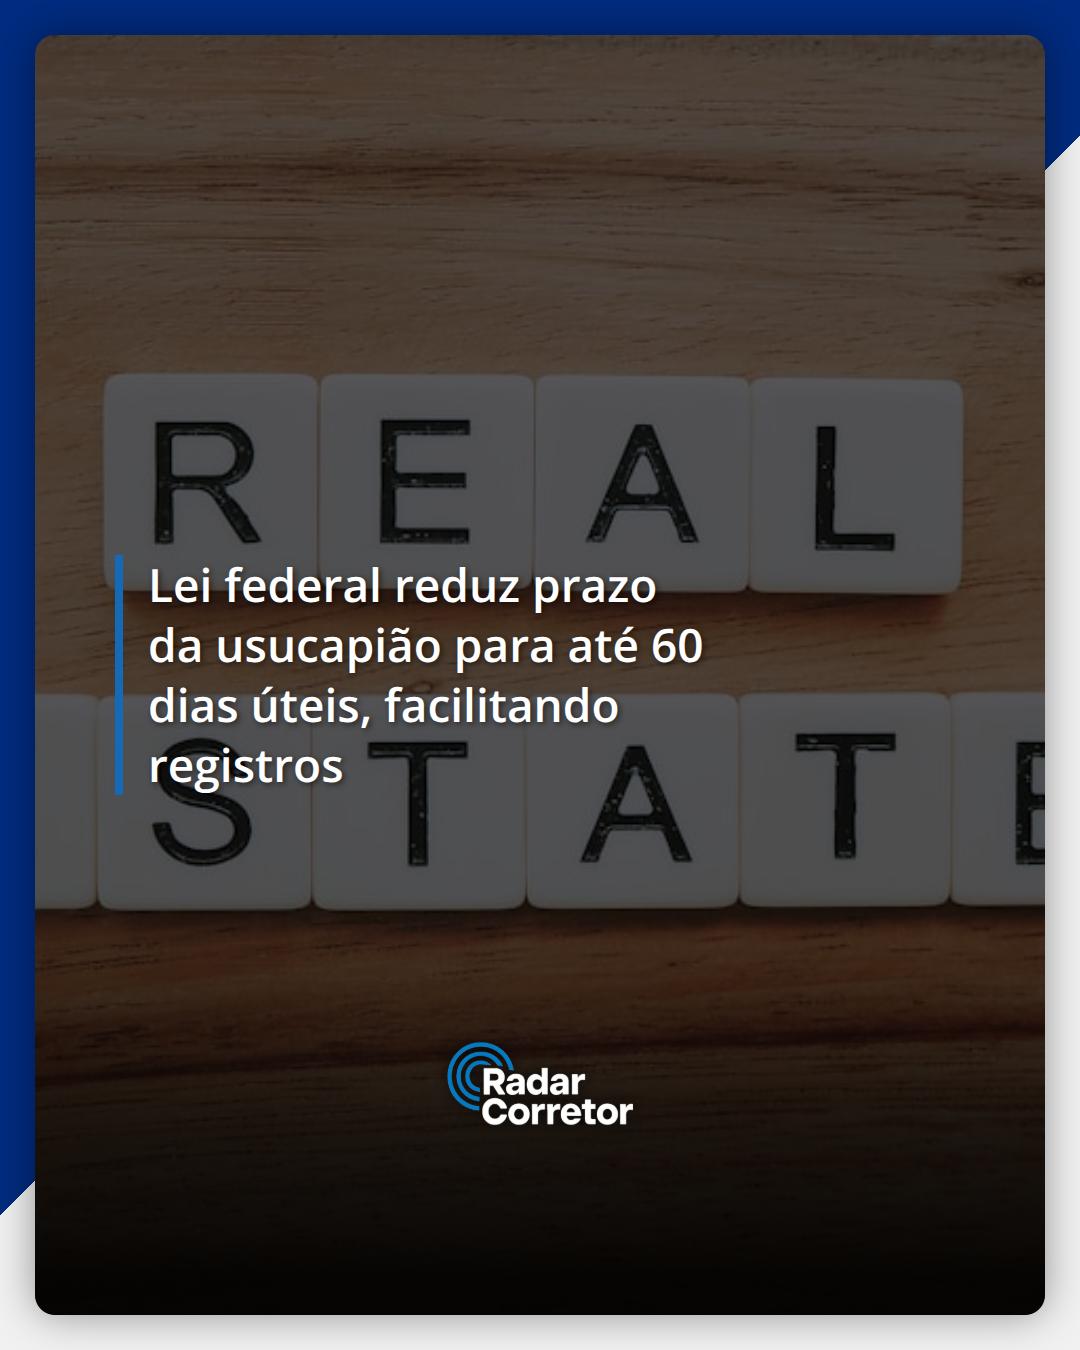 REAL
Lei federal reduz prazo
da usucapião para até 60
dias úteis, facilitando
registros
STATE
Radar
Corretor